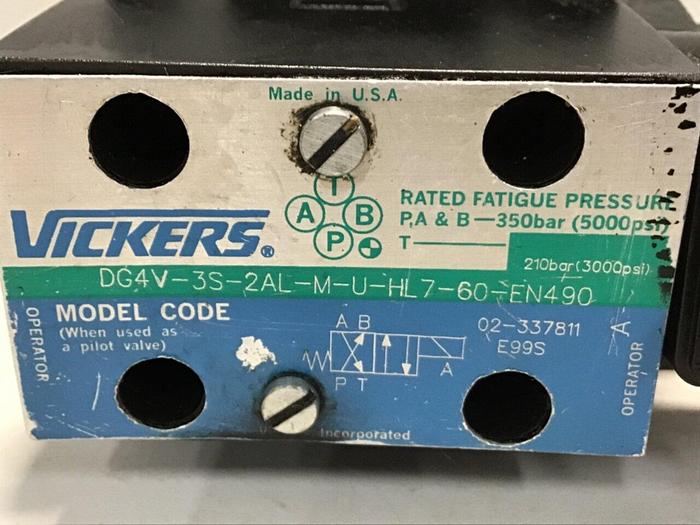 Made in U.S.A.
T
A B
P
VICKERS®
RATED FATIGUE PRESSURE
P,A & B—350bar (5000psi)
T—
210bar(3000psi)
DG4V-3S-2AL-M-U-HL7-60-EN490
MODEL CODE
(When used as
a pilot valve)
OPERATOR
A B
P T
A
02-337811
E99S
OPERATOR A
Incorporated